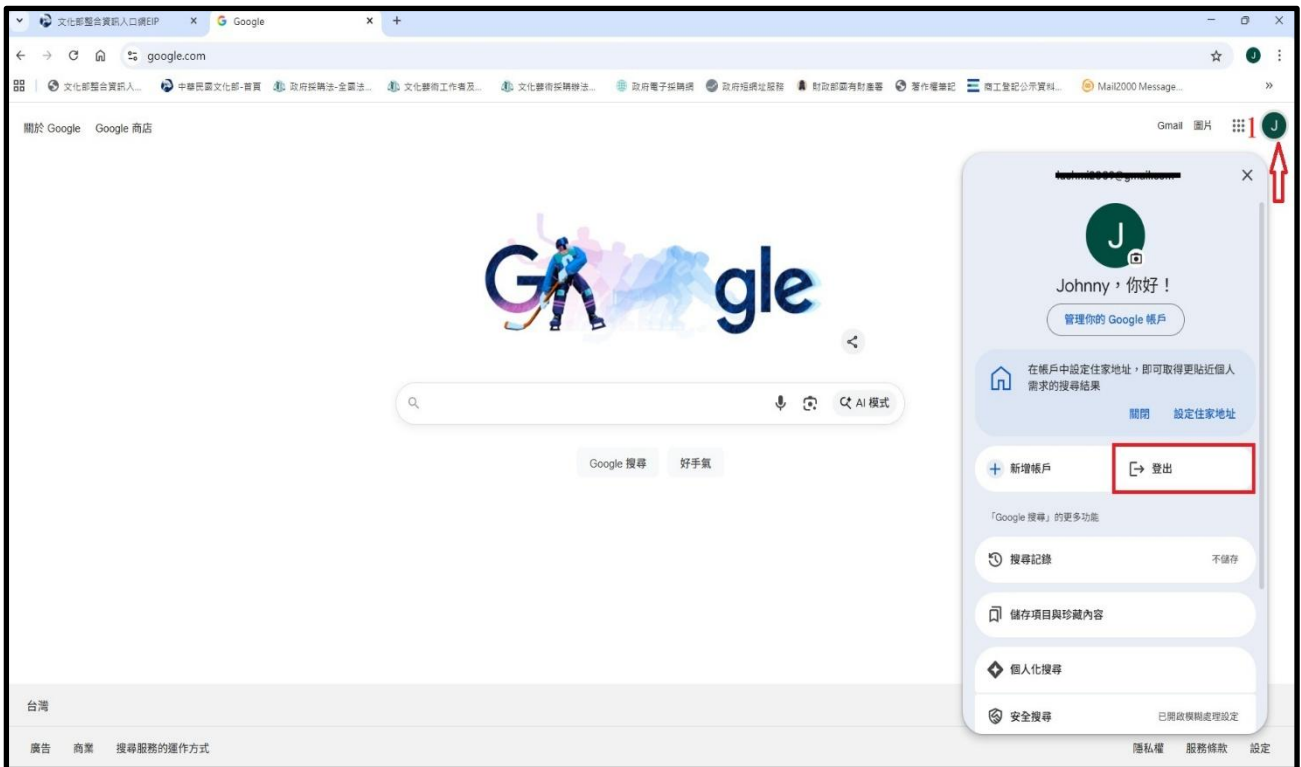 文化部整合資訊人口網EIP
Google
google.com
文化部整合資訊人...
中華民國文化部-首頁
政府採購法-全國法...
文化藝術工作者及...
文化藝術採購辦法...
政府電子採購網
政府短網址服務
財政部國有財產署
著作權筆記
商工登記公示資料...
Mail2000 Message...
關於 Google
Google 商店
Gmail
圖片
1
J
J
Johnny，你好！
管理你的 Google 帳戶
在帳戶中設定住家地址，即可取得更貼近個人
需求的搜尋結果
關閉
設定住家地址
Google
AI 模式
Google 搜尋
好手氣
新增帳戶
登出
「Google 搜尋」的更多功能
搜尋記錄
不儲存
儲存項目與珍藏內容
個人化搜尋
安全搜尋
已開啟模糊處理設定
台灣
廣告
商業
搜尋服務的運作方式
隱私權
服務條款
設定